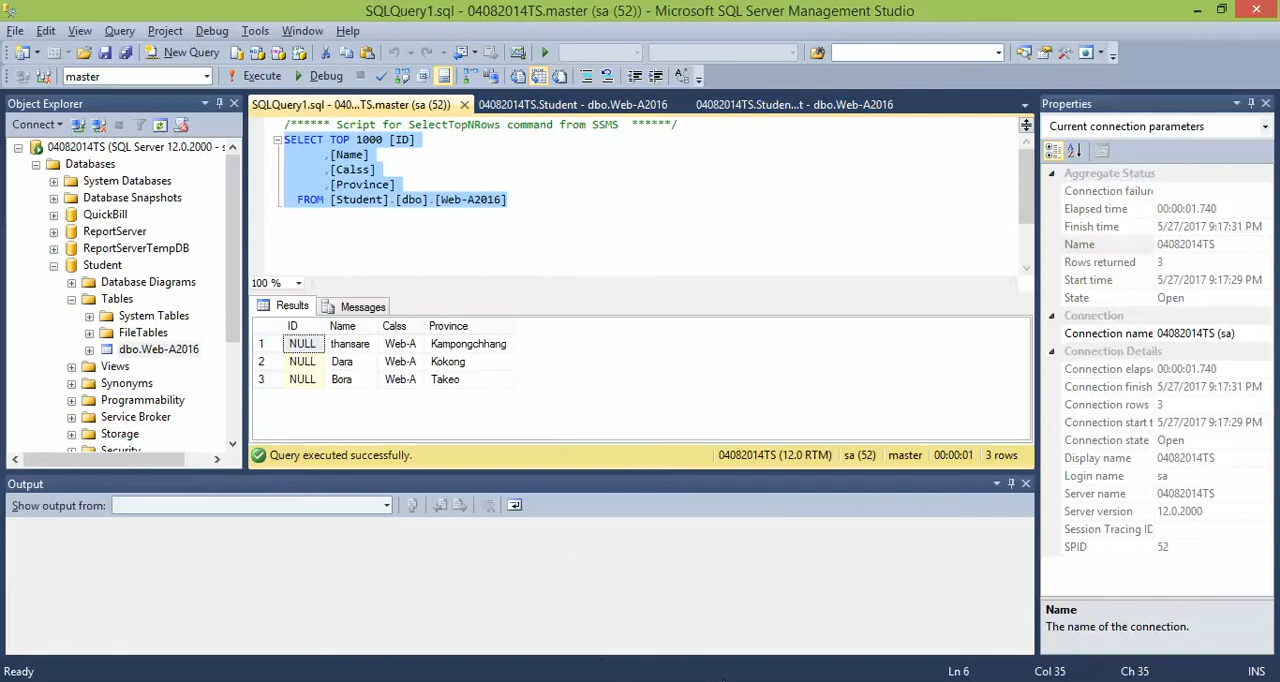 SQLQuery1.sql - 04082014TS.master (sa (52)) - Microsoft SQL Server Management Studio
File Edit View Query Project Debug Tools Window Help
New Query
master Execute Debug
Object Explorer
Connect
04082014TS (SQL Server 12.0.2000 - s
Databases
System Databases
Database Snapshots
QuickBill
ReportServer
ReportServerTempDB
Student
Database Diagrams
Tables
System Tables
FileTables
dbo.Web-A2016
Views
Synonyms
Programmability
Service Broker
Storage
Security
SQLQuery1.sql - 040...TS.master (sa (52)) 04082014TS.Student - dbo.Web-A2016 04082014TS.Studen...t - dbo.Web-A2016
/****** Script for SelectTopNRows command from SSMS ******/
SELECT TOP 1000 [ID]
,[Name]
,[Calss]
,[Province]
FROM [Student].[dbo].[Web-A2016]
100 %
Results Messages
ID Name Calss Province
1 NULL thansare Web-A Kampongchhang
2 NULL Dara Web-A Kokong
3 NULL Bora Web-A Takeo
Query executed successfully. 04082014TS (12.0 RTM) sa (52) master 00:00:01 3 rows
Output
Show output from:
Properties
Current connection parameters
Aggregate Status
Connection failure
Elapsed time 00:00:01.740
Finish time 5/27/2017 9:17:31 PM
Name 04082014TS
Rows returned 3
Start time 5/27/2017 9:17:29 PM
State Open
Connection
Connection name 04082014TS (sa)
Connection Details
Connection elaps 00:00:01.740
Connection finish 5/27/2017 9:17:31 PM
Connection rows 3
Connection start t 5/27/2017 9:17:29 PM
Connection state Open
Display name 04082014TS
Login name sa
Server name 04082014TS
Server version 12.0.2000
Session Tracing ID
SPID 52
Name
The name of the connection.
Ready Ln 6 Col 35 Ch 35 INS